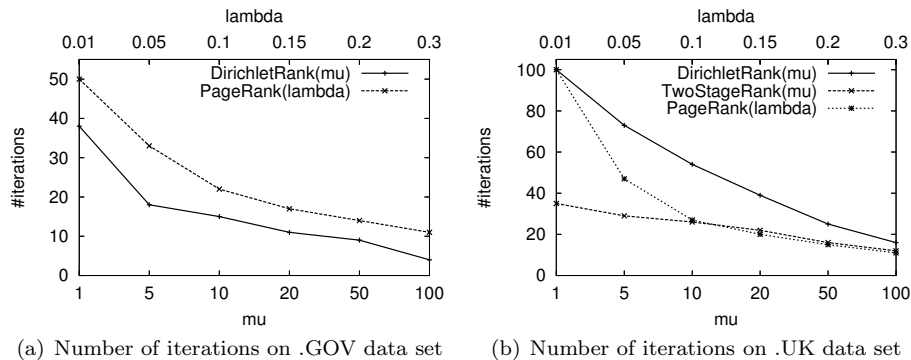 lambda
0.01 0.05 0.1 0.15 0.2 0.3
50
40
30
20
10
0
#iterations
DirichletRank(mu)
PageRank(lambda)
1 5 10 20 50 100
mu
(a) Number of iterations on .GOV data set
lambda
0.01 0.05 0.1 0.15 0.2 0.3
100
80
60
40
20
0
#iterations
DirichletRank(mu)
TwoStageRank(mu)
PageRank(lambda)
1 5 10 20 50 100
mu
(b) Number of iterations on .UK data set